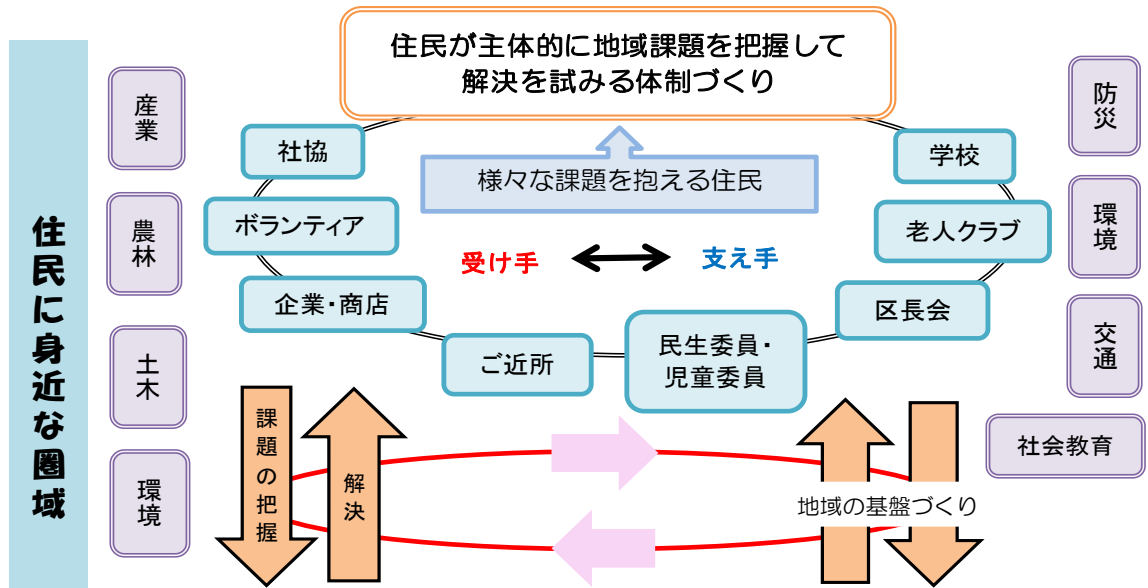 住民に身近な圏域
住民が主体的に地域課題を把握して
解決を試みる体制づくり
産業
農林
土木
環境
防災
環境
交通
社会教育
社協
ボランティア
企業・商店
ご近所
民生委員・
児童委員
区長会
老人クラブ
学校
様々な課題を抱える住民
受け手
支え手
課題の把握
解決
地域の基盤づくり